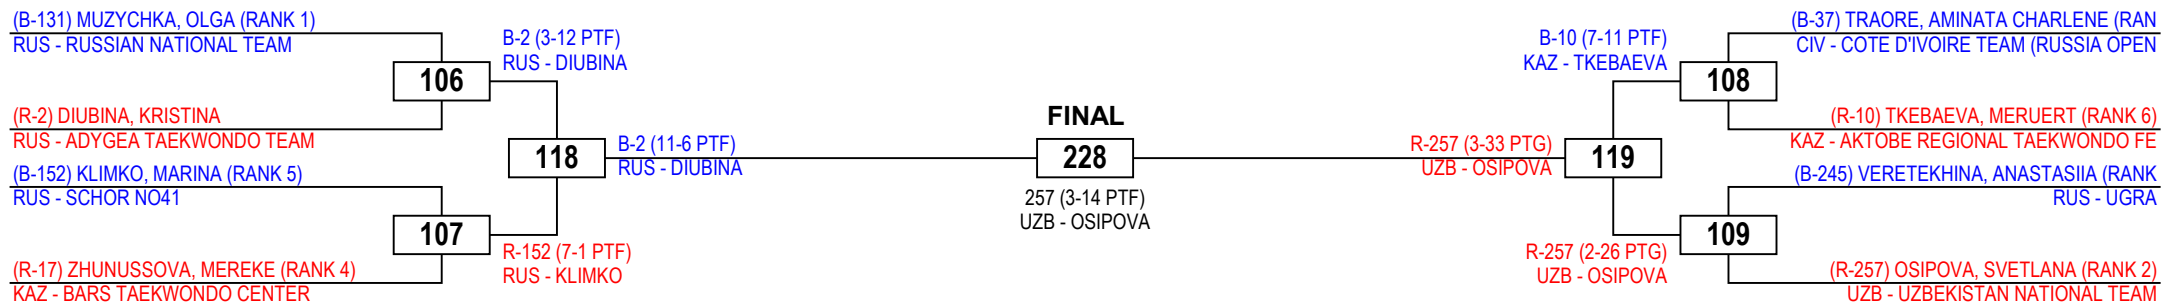 (B-131) MUZYCHKA, OLGA (RANK 1)
RUS - RUSSIAN NATIONAL TEAM
106
(R-2) DIUBINA, KRISTINA
RUS - ADYGEA TAEKWONDO TEAM
B-2 (3-12 PTF)
RUS - DIUBINA
118
(B-152) KLIMKO, MARINA (RANK 5)
RUS - SCHOR NO41
107
(R-17) ZHUNUSSOVA, MEREKE (RANK 4)
KAZ - BARS TAEKWONDO CENTER
R-152 (7-1 PTF)
RUS - KLIMKO
B-2 (11-6 PTF)
RUS - DIUBINA
FINAL
228
257 (3-14 PTF)
UZB - OSIPOVA
R-257 (3-33 PTG)
UZB - OSIPOVA
119
B-10 (7-11 PTF)
KAZ - TKEBAEVA
(B-37) TRAORE, AMINATA CHARLENE (RAN
CIV - COTE D'IVOIRE TEAM (RUSSIA OPEN
108
(R-10) TKEBAEVA, MERUERT (RANK 6)
KAZ - AKTOBE REGIONAL TAEKWONDO FE
(B-245) VERETEKHINA, ANASTASIIA (RANK
RUS - UGRA
109
R-257 (2-26 PTG)
UZB - OSIPOVA
(R-257) OSIPOVA, SVETLANA (RANK 2)
UZB - UZBEKISTAN NATIONAL TEAM